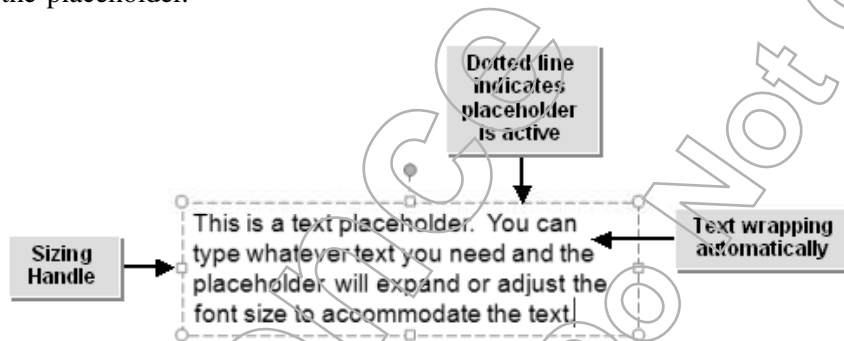 the placeholder.
Dotted line
indicates
placeholder
is active
This is a text placeholder. You can
type whatever text you need and the
placeholder will expand or adjust the
font size to accommodate the text.
Sizing
Handle
Text wrapping
automatically